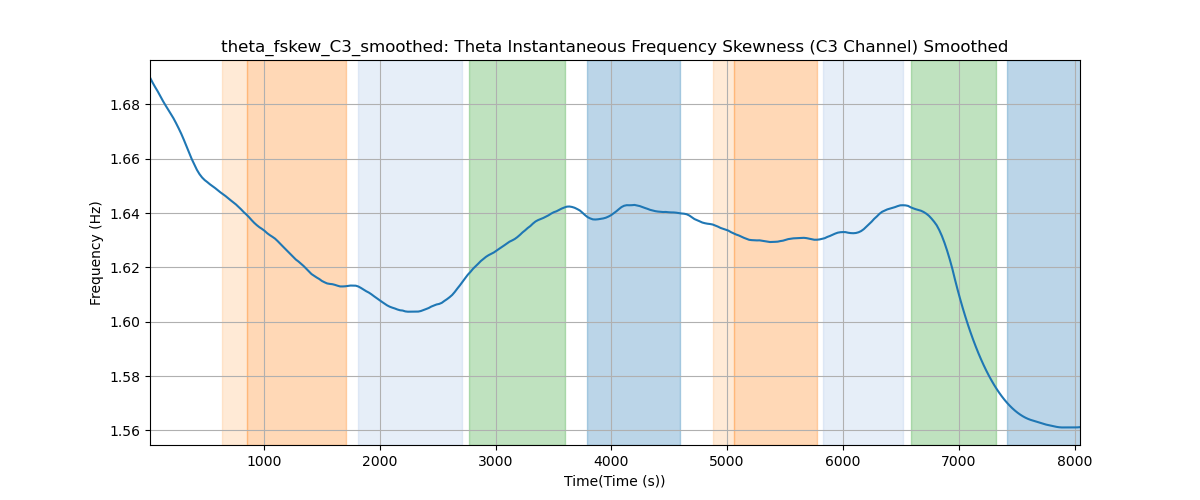 theta_fskew_C3_smoothed: Theta Instantaneous Frequency Skewness (C3 Channel) Smoothed
Frequency (Hz)
1.68
1.66
1.64
1.62
1.60
1.58
1.56
1000 2000 3000 4000 5000 6000 7000 8000
Time(Time (s))